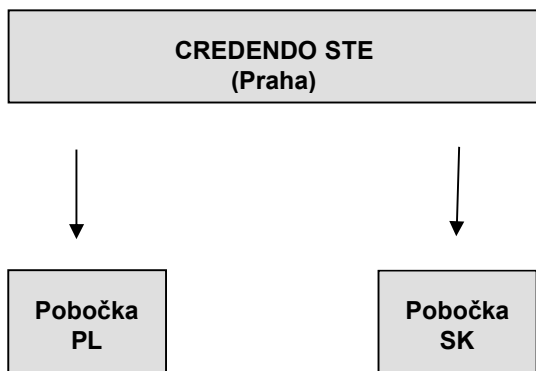 CREDENDO STE
(Praha)
Pobočka
PL
Pobočka
SK